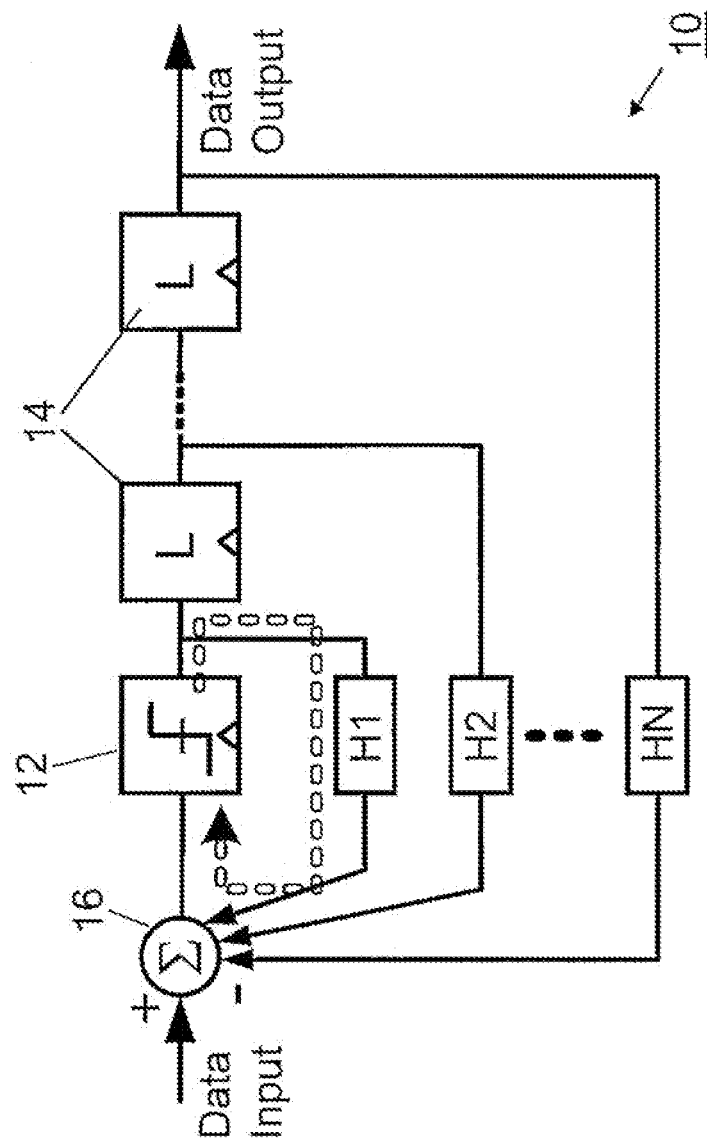 Data
Input
+
-
16
Σ
12
H1
H2
HN
14
L
L
Data
Output
10